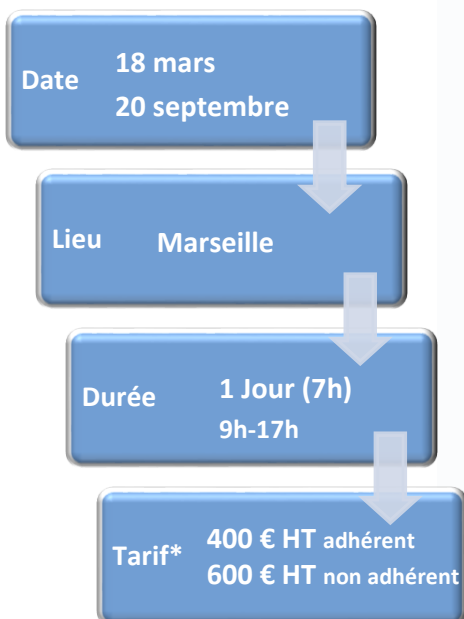 Date 18 mars
20 septembre
Lieu Marseille
Durée 1 Jour (7h)
9h-17h
Tarif* 400 € HT adhérent
600 € HT non adhérent